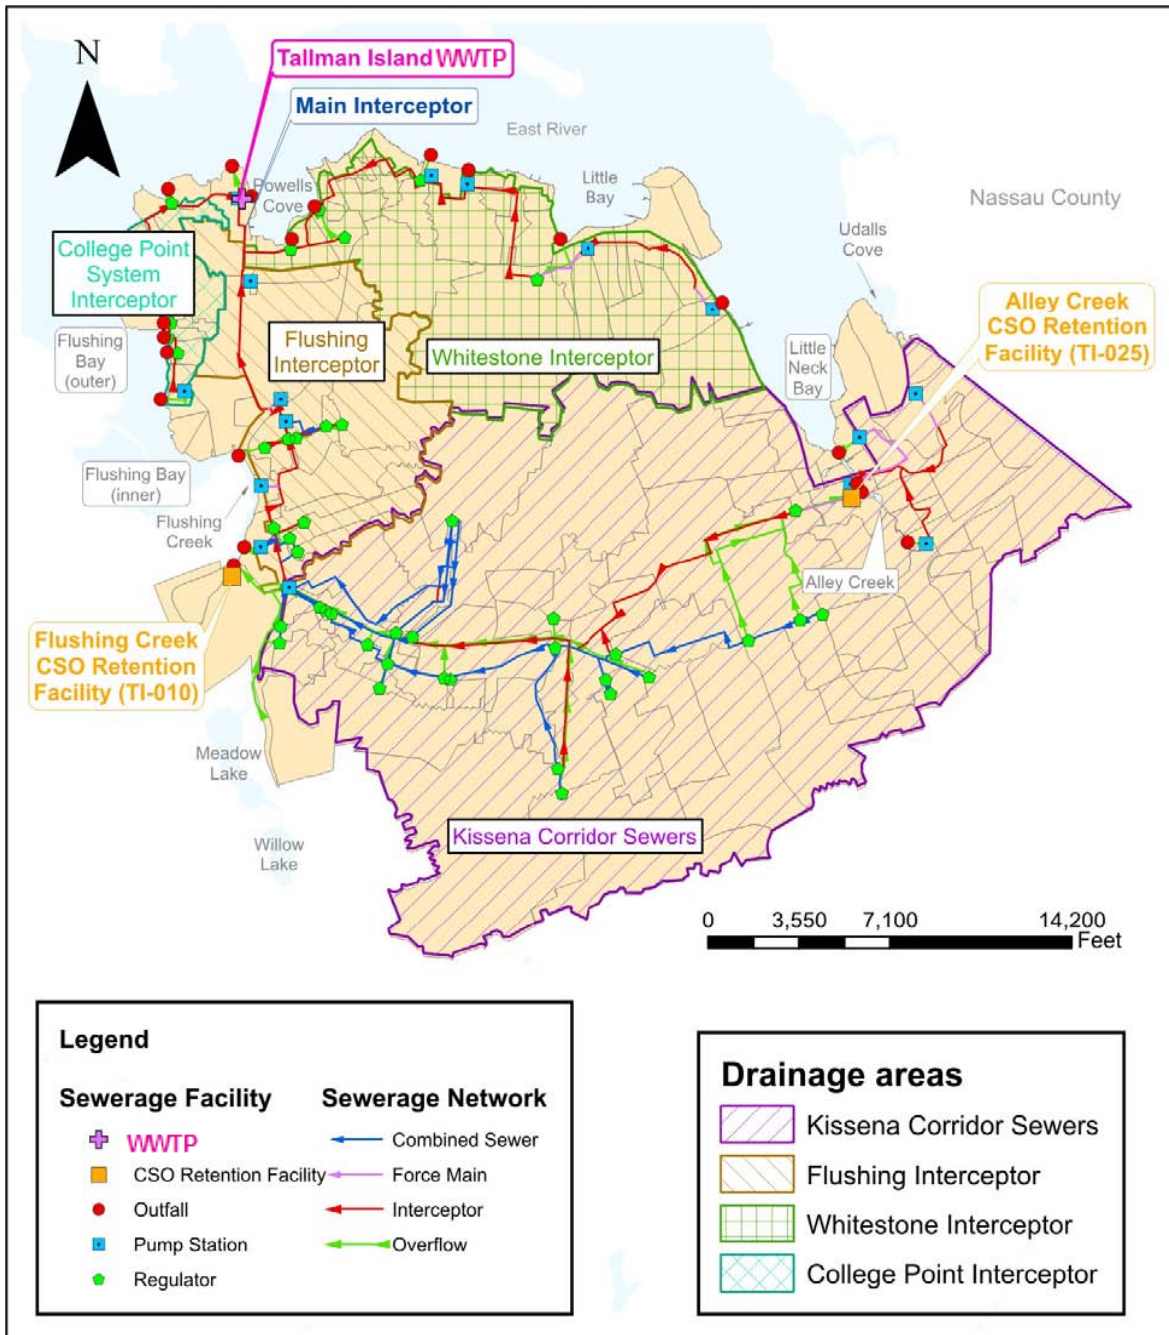 N
Tallman Island WWTP
Main Interceptor
East River
Powells
Cove
Little
Bay
Nassau County
Udalls
Cove
College Point
System
Interceptor
Alley Creek
CSO Retention
Facility (TI-025)
Flushing
Bay
(outer)
Flushing
Interceptor
Whitestone Interceptor
Little
Neck
Bay
Flushing Bay
(inner)
Flushing
Creek
Alley Creek
Flushing Creek
CSO Retention
Facility (TI-010)
Meadow
Lake
Willow
Lake
Kissena Corridor Sewers
0 3,550 7,100 14,200
Feet
Legend
Sewerage Facility
WWTP
CSO Retention Facility
Outfall
Pump Station
Regulator
Sewerage Network
Combined Sewer
Force Main
Interceptor
Overflow
Drainage areas
Kissena Corridor Sewers
Flushing Interceptor
Whitestone Interceptor
College Point Interceptor